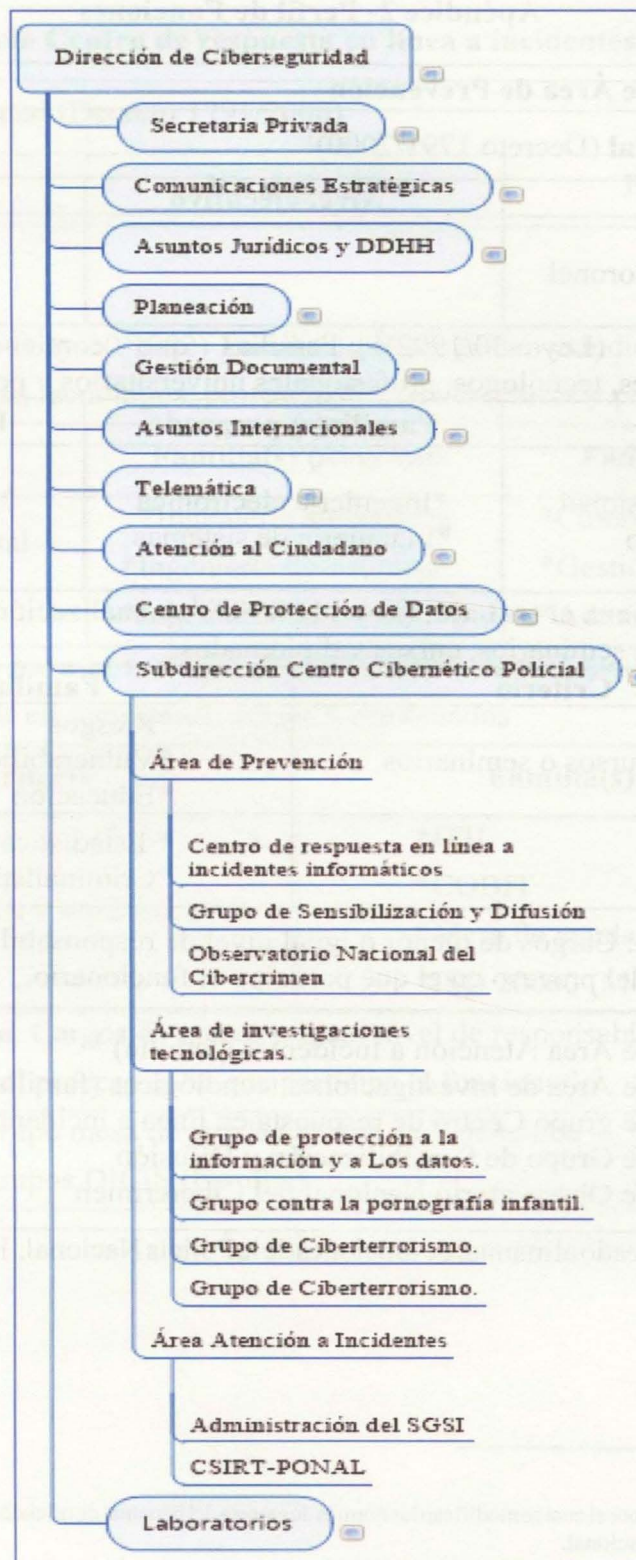 Dirección de Ciberseguridad
Secretaria Privada
Comunicaciones Estratégicas
Asuntos Jurídicos y DDHH
Planeación
Gestión Documental
Asuntos Internacionales
Telemática
Atención al Ciudadano
Centro de Protección de Datos
Subdirección Centro Cibernético Policial
Área de Prevención
Centro de respuesta en línea a
incidentes informáticos
Grupo de Sensibilización y Difusión
Observatorio Nacional del
Cibercrimen
Área de investigaciones
tecnológicas.
Grupo de protección a la
información y a Los datos.
Grupo contra la pornografía infantil.
Grupo de Ciberterrorismo.
Grupo de Ciberterrorismo.
Área Atención a Incidentes
Administración del SGSI
CSIRT-PONAL
Laboratorios